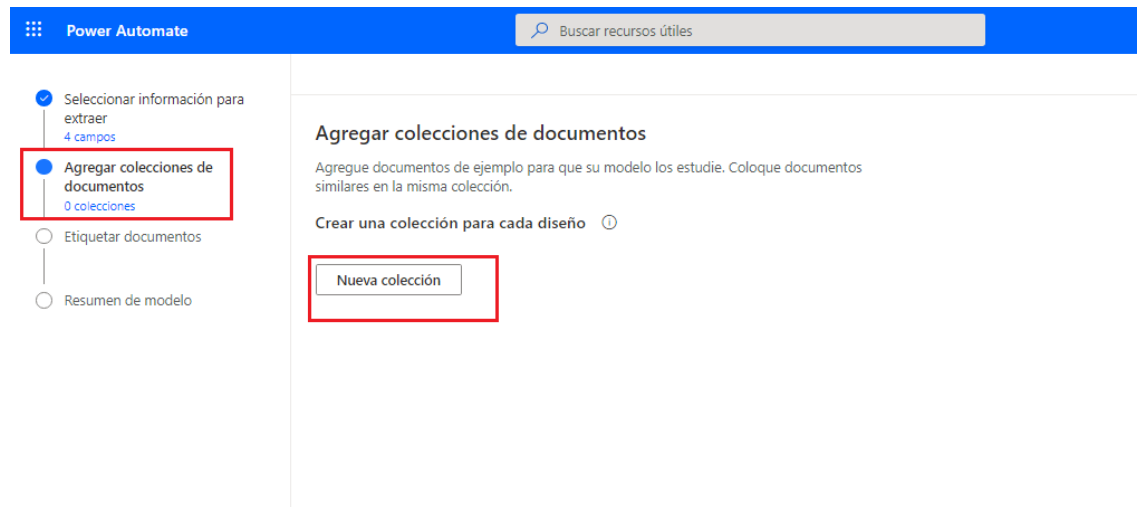 Power Automate
Buscar recursos útiles
Seleccionar información para
extraer
4 campos
Agregar colecciones de
documentos
0 colecciones
Etiquetar documentos
Resumen de modelo
Agregar colecciones de documentos
Agregue documentos de ejemplo para que su modelo los estudie. Coloque documentos
similares en la misma colección.
Crear una colección para cada diseño
Nueva colección